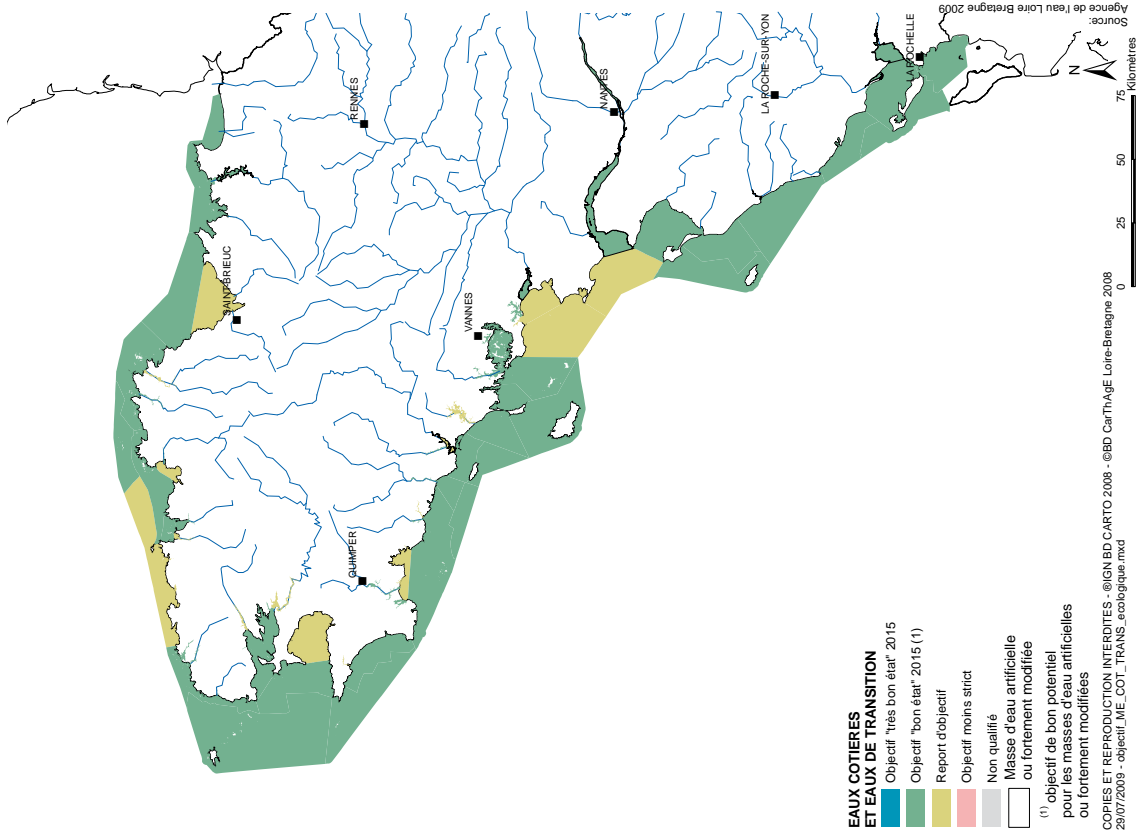 SAINT-BRIEUC
RENNES
QUIMPER
VANNES
NANTES
LA ROCHE-SUR-YON
LA ROCHELLE
EAUX COTIERES
ET EAUX DE TRANSITION
Objectif "très bon état" 2015
Objectif "bon état" 2015 (1)
Report d'objectif
Objectif moins strict
Non qualifié
Masse d'eau artificielle
ou fortement modifiée
(1) objectif de bon potentiel
pour les masses d'eau artificielles
ou fortement modifiées
COPIES ET REPRODUCTION INTERDITES - ©IGN BD CARTO 2008 - ©BD CarThAgE Loire-Bretagne 2008
29/07/2009 - objectif_ME_COT_TRANS_ecologique.mxd
0 25 50 75
Kilomètres
N
Source:
Agence de l'eau Loire Bretagne 2009